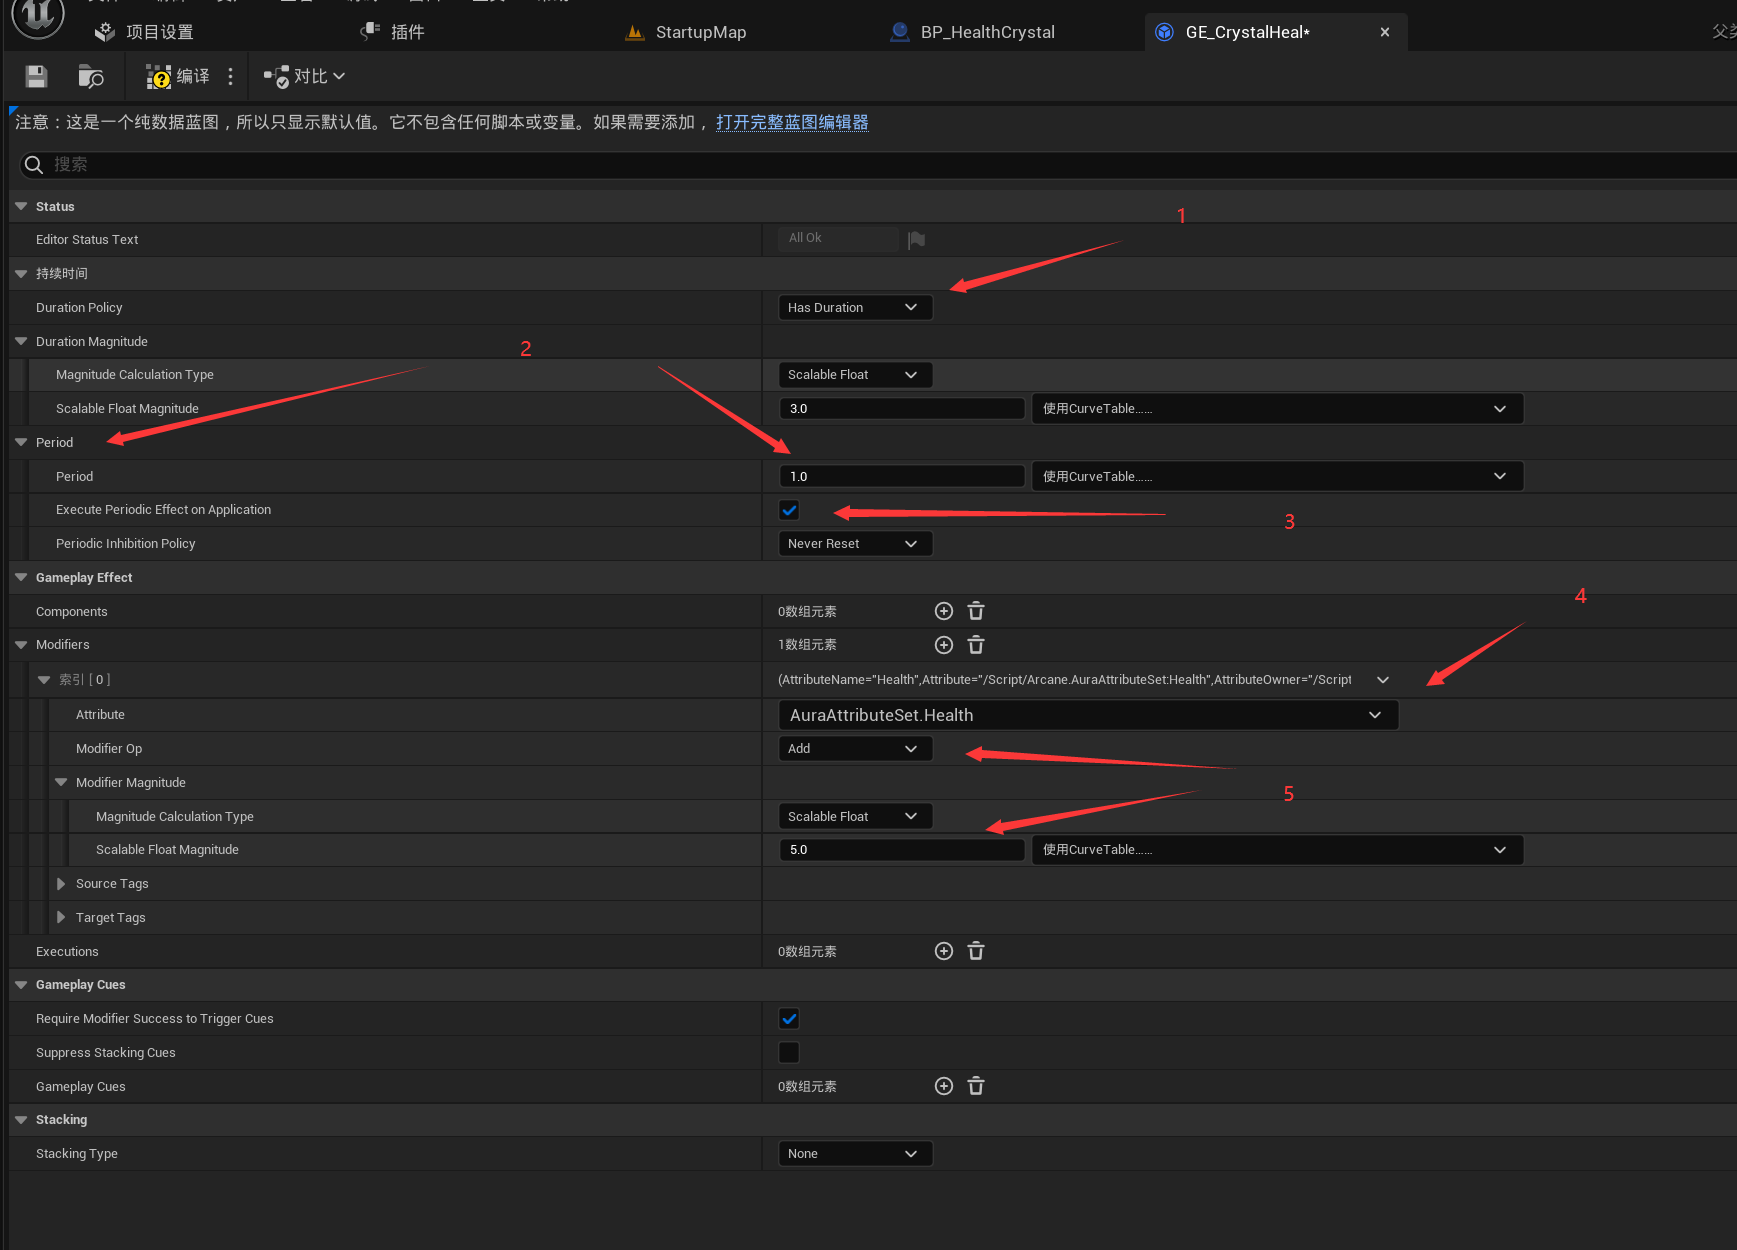 项目设置
插件
StartupMap
BP_HealthCrystal
GE_CrystalHeal*
编译
对比
注意：这是一个纯数据蓝图，所以只显示默认值。它不包含任何脚本或变量。如果需要添加，打开完整蓝图编辑器
搜索
Status
1
Editor Status Text All Ok
持续时间
Duration Policy Has Duration
Duration Magnitude
2
Magnitude Calculation Type Scalable Float
Scalable Float Magnitude 3.0 使用CurveTable……
Period
Period 1.0 使用CurveTable……
Execute Periodic Effect on Application
3
Periodic Inhibition Policy Never Reset
Gameplay Effect
4
Components 0数组元素
Modifiers 1数组元素
索引 [ 0 ] (AttributeName="Health",Attribute="/Script/Arcane.AuraAttributeSet:Health",AttributeOwner="/Script
Attribute AuraAttributeSet.Health
Modifier Op Add
Modifier Magnitude
5
Magnitude Calculation Type Scalable Float
Scalable Float Magnitude 5.0 使用CurveTable……
Source Tags
Target Tags
Executions 0数组元素
Gameplay Cues
Require Modifier Success to Trigger Cues
Suppress Stacking Cues
Gameplay Cues 0数组元素
Stacking
Stacking Type None